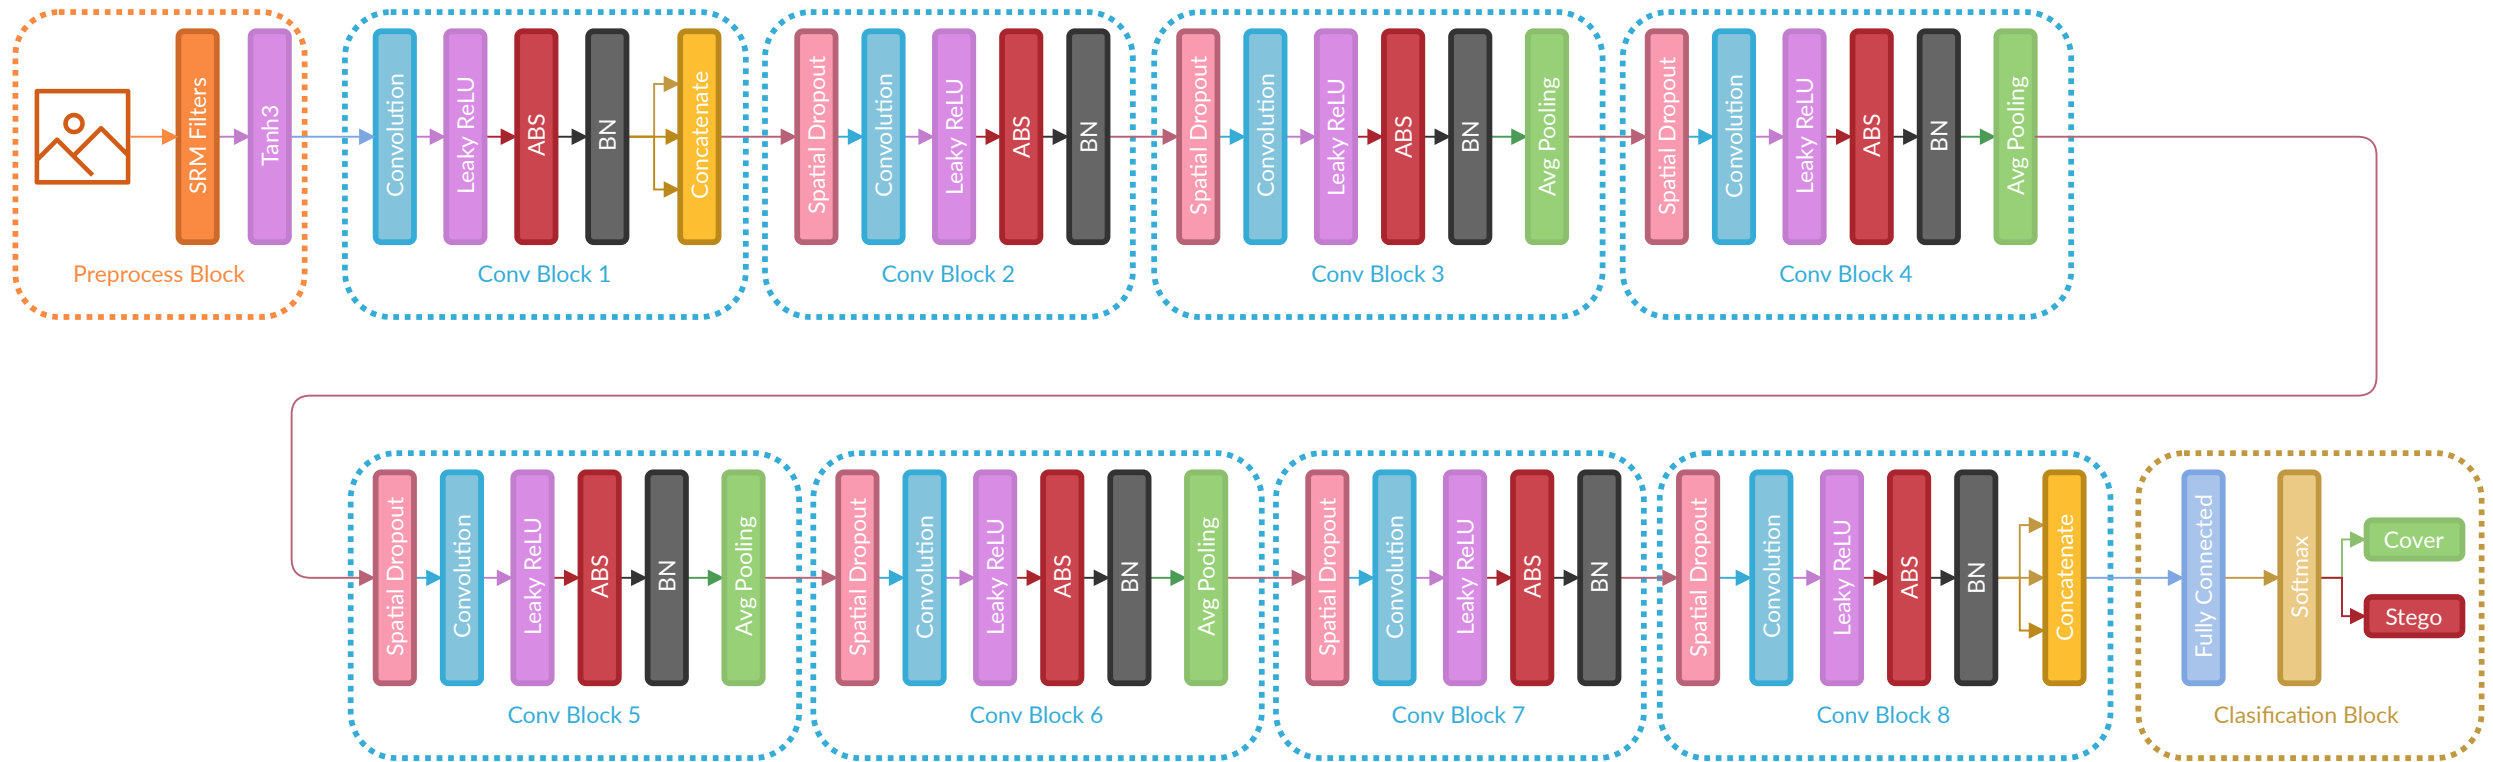 SRM Filters
Tanh3
Preprocess Block
Convolution
Leaky ReLU
ABS
BN
Concatenate
Conv Block 1
Spatial Dropout
Convolution
Leaky ReLU
ABS
BN
Conv Block 2
Spatial Dropout
Convolution
Leaky ReLU
ABS
BN
Avg Pooling
Conv Block 3
Spatial Dropout
Convolution
Leaky ReLU
ABS
BN
Avg Pooling
Conv Block 4
Spatial Dropout
Convolution
Leaky ReLU
ABS
BN
Avg Pooling
Conv Block 5
Spatial Dropout
Convolution
Leaky ReLU
ABS
BN
Avg Pooling
Conv Block 6
Spatial Dropout
Convolution
Leaky ReLU
ABS
BN
Conv Block 7
Spatial Dropout
Convolution
Leaky ReLU
ABS
BN
Concatenate
Conv Block 8
Fully Connected
Softmax
Cover
Stego
Clasification Block